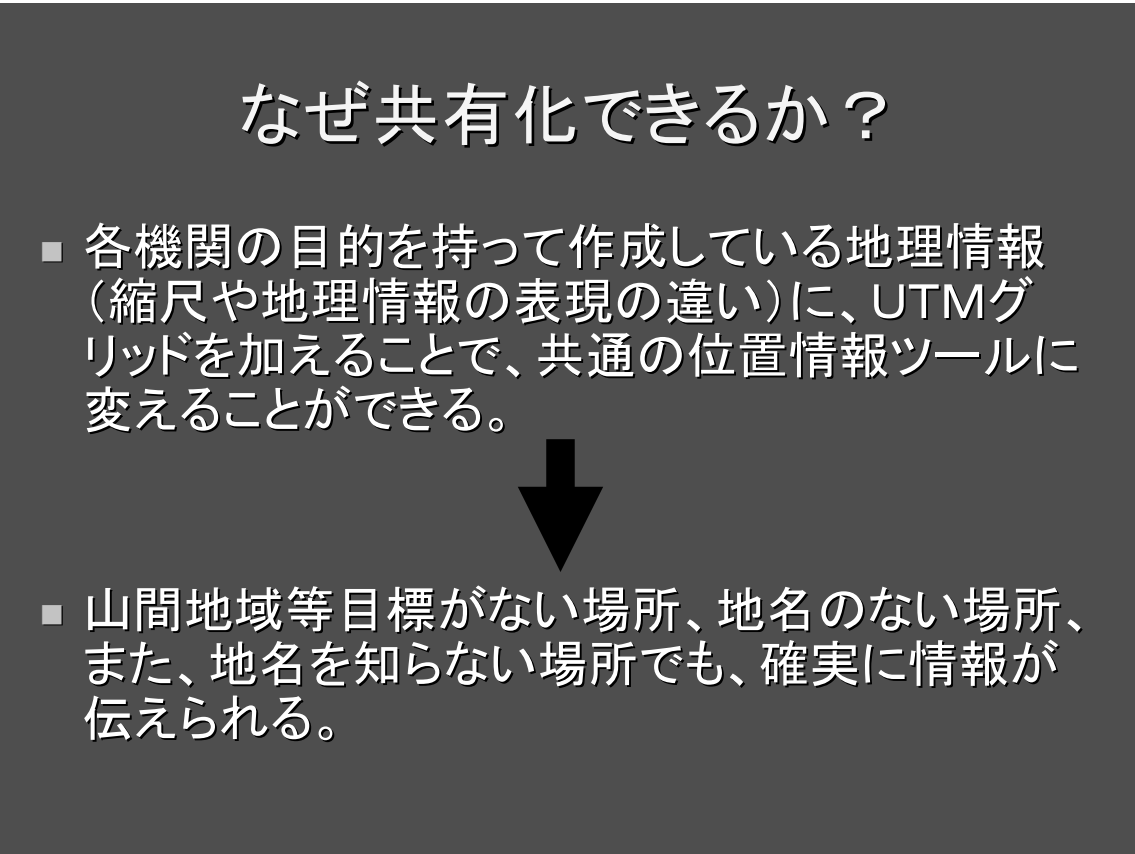 なぜ共有化できるか？
各機関の目的を持って作成している地理情報
（縮尺や地理情報の表現の違い）に、ＵＴＭグ
リッドを加えることで、共通の位置情報ツールに
変えることができる。
山間地域等目標がない場所、地名のない場所、
また、地名を知らない場所でも、確実に情報が
伝えられる。